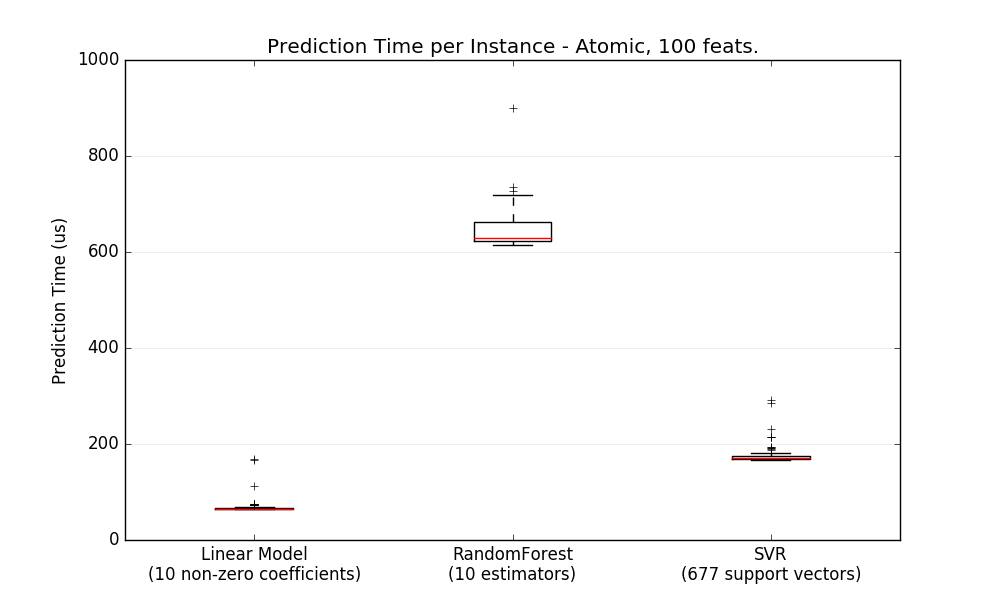 Prediction Time per Instance - Atomic, 100 feats.
1000
800
600
400
200
0
Prediction Time (us)
Linear Model
(10 non-zero coefficients)
RandomForest
(10 estimators)
SVR
(677 support vectors)